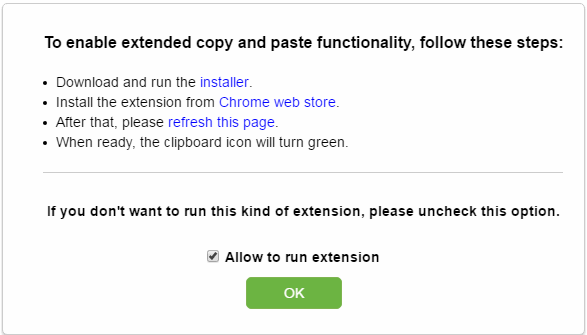 To enable extended copy and paste functionality, follow these steps:
• Download and run the installer.
• Install the extension from Chrome web store.
• After that, please refresh this page.
• When ready, the clipboard icon will turn green.
If you don't want to run this kind of extension, please uncheck this option.
Allow to run extension
OK